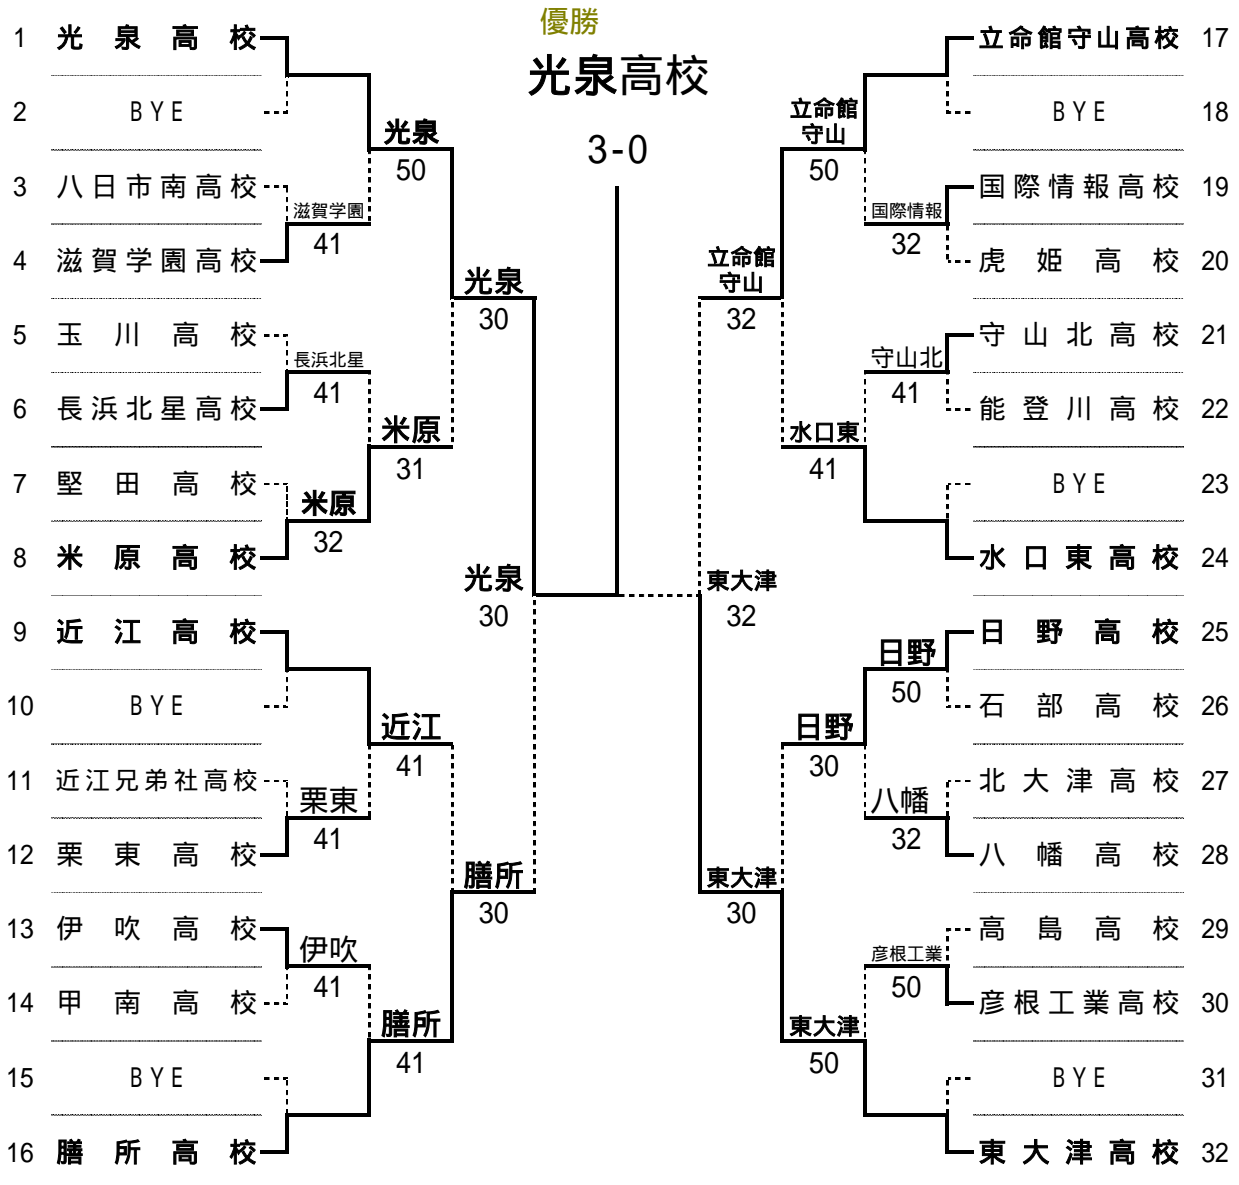 優勝
光泉高校
3-0
1 光泉高校
2 BYE
3 八日市南高校
4 滋賀学園高校
5 玉川高校
6 長浜北星高校
7 堅田高校
8 米原高校
9 近江高校
10 BYE
11 近江兄弟社高校
12 栗東高校
13 伊吹高校
14 甲南高校
15 BYE
16 膳所高校
滋賀学園
41
長浜北星
41
米原
32
栗東
41
伊吹
41
光泉
50
米原
31
近江
41
膳所
41
光泉
30
膳所
30
光泉
30
東大津
32
立命館
守山
32
東大津
30
立命館
守山
50
水口東
41
日野
30
東大津
50
国際情報
32
守山北
41
日野
50
八幡
32
彦根工業
50
立命館守山高校 17
BYE 18
国際情報高校 19
虎姫高校 20
守山北高校 21
能登川高校 22
BYE 23
水口東高校 24
日野高校 25
石部高校 26
北大津高校 27
八幡高校 28
高島高校 29
彦根工業高校 30
BYE 31
東大津高校 32